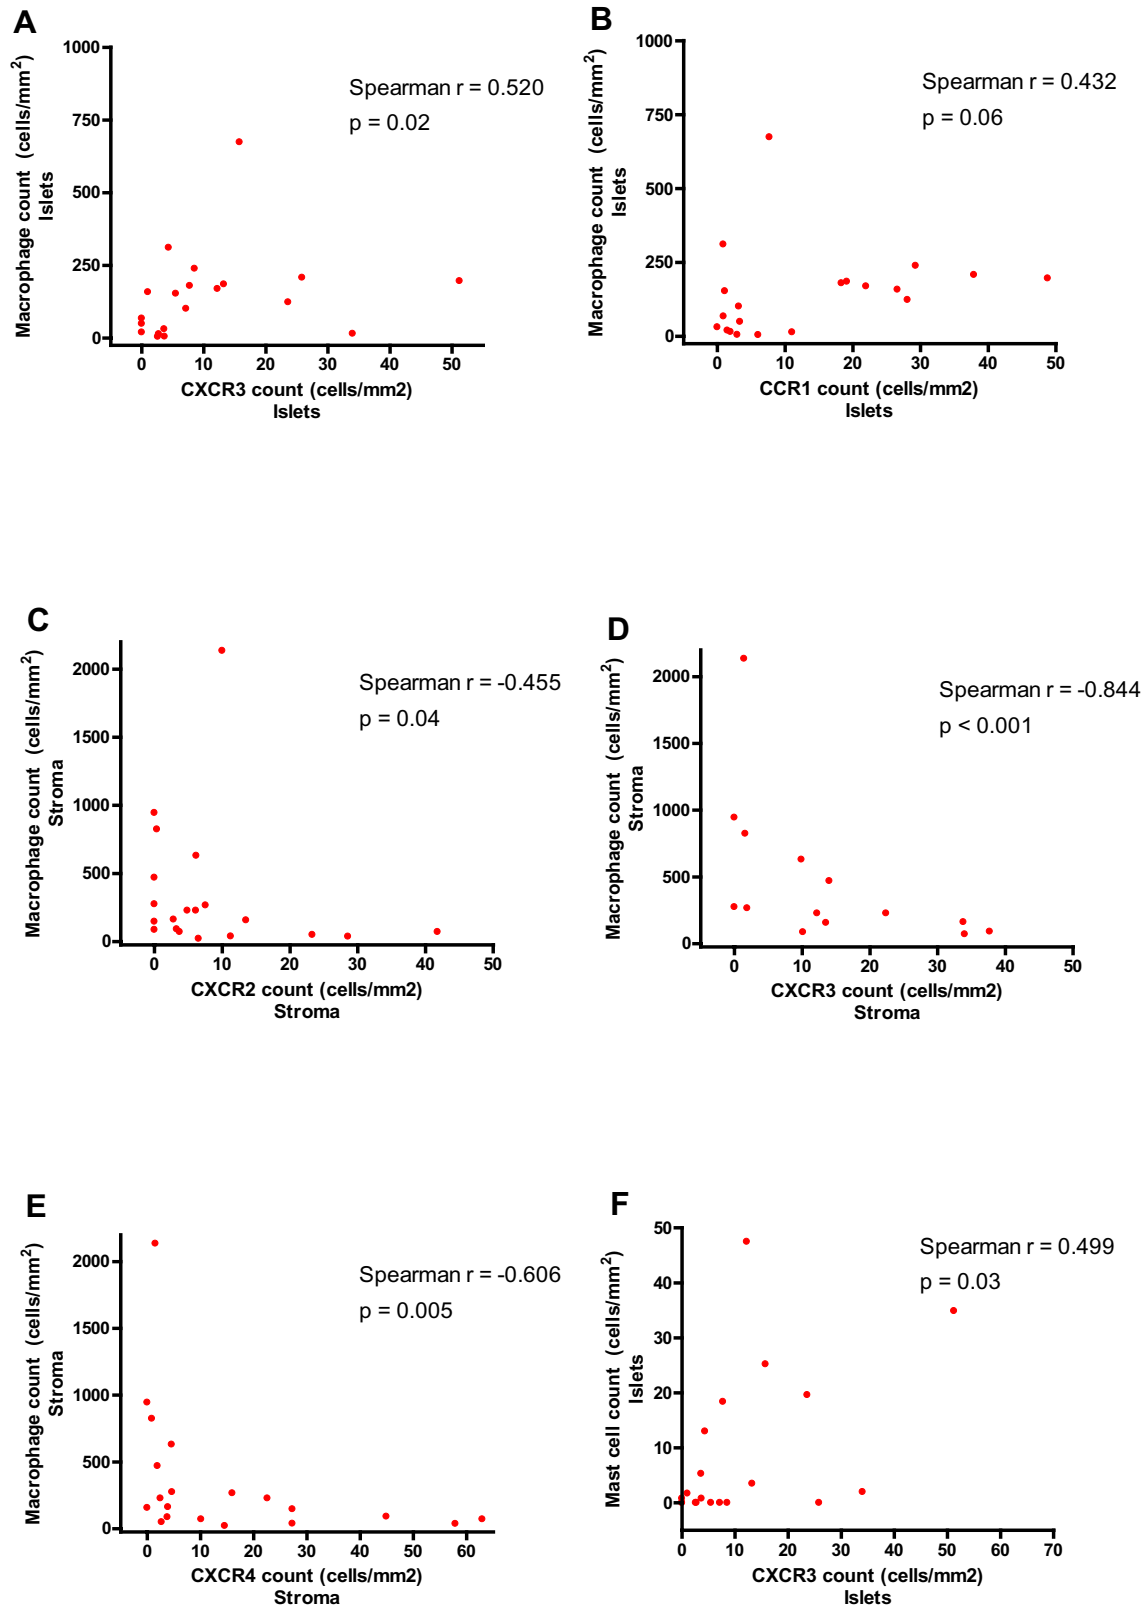 A
Macrophage count (cells/mm²)
Islets
1000
750
500
250
0
Spearman r = 0.520
p = 0.02
0 10 20 30 40 50
CXCR3 count (cells/mm2)
Islets
B
Macrophage count (cells/mm²)
Islets
1000
750
500
250
0
Spearman r = 0.432
p = 0.06
0 10 20 30 40 50
CCR1 count (cells/mm2)
Islets
C
Macrophage count (cells/mm²)
Stroma
2000
1500
1000
500
0
Spearman r = -0.455
p = 0.04
0 10 20 30 40 50
CXCR2 count (cells/mm2)
Stroma
D
Macrophage count (cells/mm²)
Stroma
2000
1500
1000
500
0
Spearman r = -0.844
p < 0.001
0 10 20 30 40 50
CXCR3 count (cells/mm2)
Stroma
E
Macrophage count (cells/mm²)
Stroma
2000
1500
1000
500
0
Spearman r = -0.606
p = 0.005
0 10 20 30 40 50 60
CXCR4 count (cells/mm2)
Stroma
F
Mast cell count (cells/mm²)
Islets
50
40
30
20
10
0
Spearman r = 0.499
p = 0.03
0 10 20 30 40 50 60 70
CXCR3 count (cells/mm2)
Islets